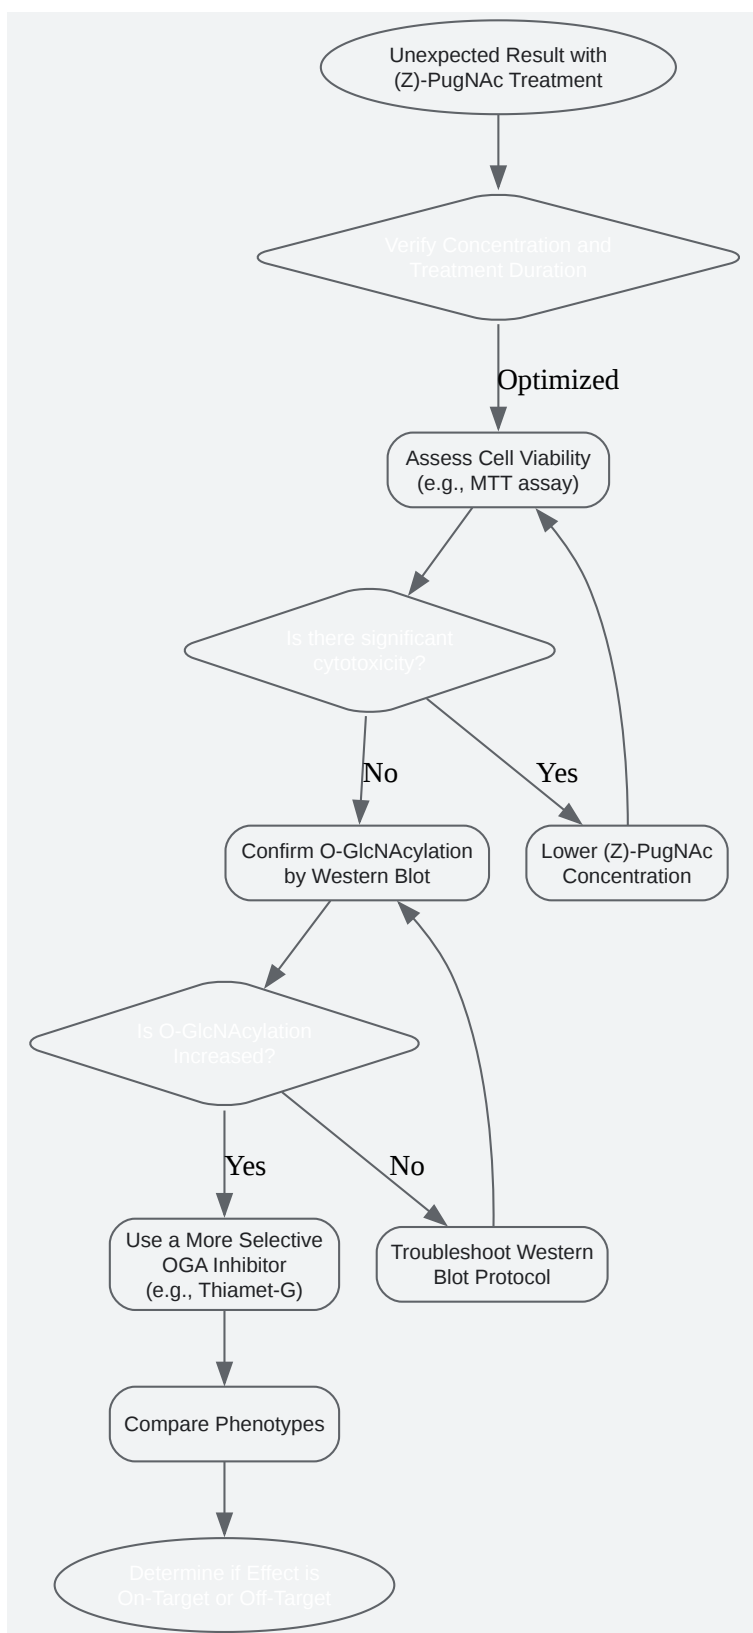 Unexpected Result with
(Z)-PugNAc Treatment
Verify Concentration and
Treatment Duration
Optimized
Assess Cell Viability
(e.g., MTT assay)
Is there significant
cytotoxicity?
No
Yes
Confirm O-GlcNAcylation
by Western Blot
Lower (Z)-PugNAc
Concentration
Is O-GlcNAcylation
Increased?
Yes
No
Use a More Selective
OGA Inhibitor
(e.g., Thiamet-G)
Troubleshoot Western
Blot Protocol
Compare Phenotypes
Determine if Effect is
On-Target or Off-Target